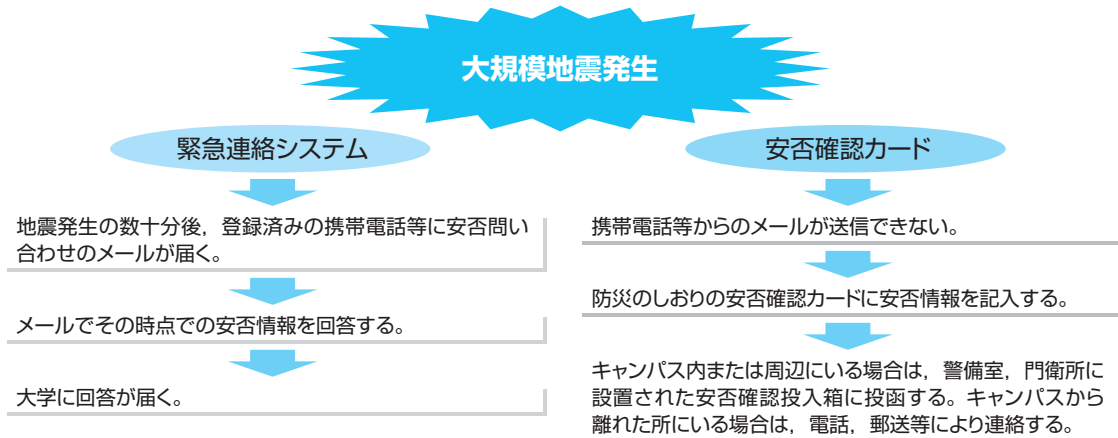 大規模地震発生
緊急連絡システム
地震発生の数十分後，登録済みの携帯電話等に安否問い
合わせのメールが届く。
メールでその時点での安否情報を回答する。
大学に回答が届く。
安否確認カード
携帯電話等からのメールが送信できない。
防災のしおりの安否確認カードに安否情報を記入する。
キャンパス内または周辺にいる場合は，警備室，門衛所に
設置された安否確認投入箱に投函する。キャンパスから
離れた所にいる場合は，電話，郵送等により連絡する。